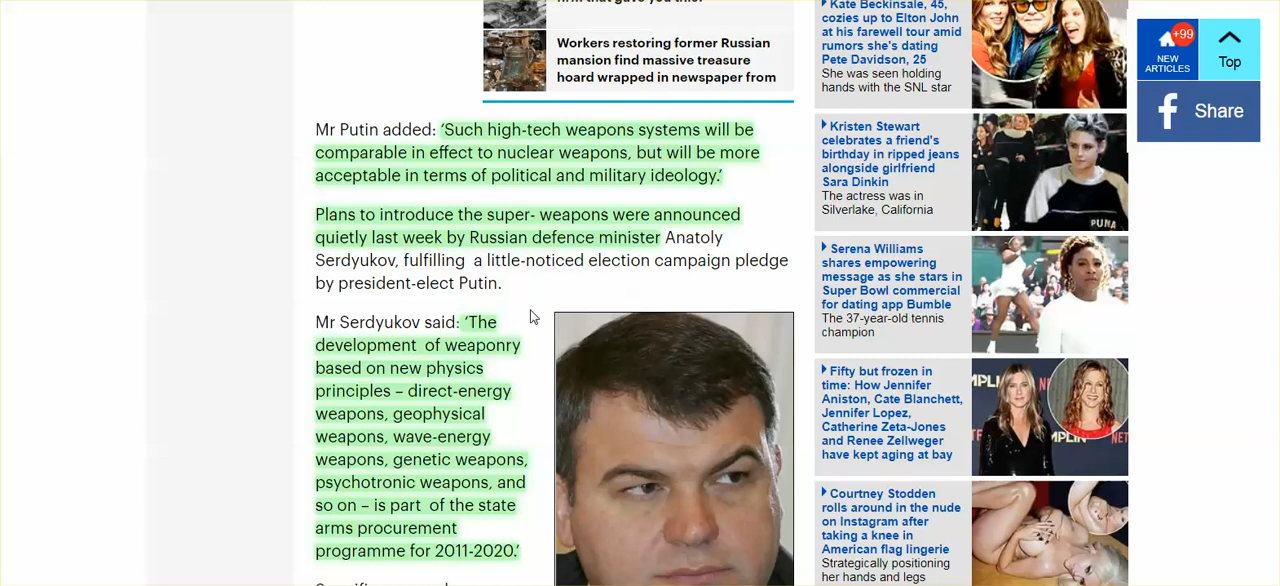 firm that gave you this!
Workers restoring former Russian
mansion find massive treasure
hoard wrapped in newspaper from
Mr Putin added: ‘Such high-tech weapons systems will be
comparable in effect to nuclear weapons, but will be more
acceptable in terms of political and military ideology.’
Plans to introduce the super- weapons were announced
quietly last week by Russian defence minister Anatoly
Serdyukov, fulfilling a little-noticed election campaign pledge
by president-elect Putin.
Mr Serdyukov said: ‘The
development of weaponry
based on new physics
principles – direct-energy
weapons, geophysical
weapons, wave-energy
weapons, genetic weapons,
psychotronic weapons, and
so on – is part of the state
arms procurement
programme for 2011-2020.’
Kate Beckinsale, 45,
cozies up to Elton John
at his farewell tour amid
rumors she's dating
Pete Davidson, 25
She was seen holding
hands with the SNL star
Kristen Stewart
celebrates a friend's
birthday in ripped jeans
alongside girlfriend
Sara Dinkin
The actress was in
Silverlake, California
PUMA
Serena Williams
shares empowering
message as she stars in
Super Bowl commercial
for dating app Bumble
The 37-year-old tennis
champion
Fifty but frozen in
time: How Jennifer
Aniston, Cate Blanchett,
Jennifer Lopez,
Catherine Zeta-Jones
and Renee Zellweger
have kept aging at bay
Courtney Stodden
rolls around in the nude
on Instagram after
taking a knee in
American flag lingerie
Strategically positioning
her hands and legs
+99
NEW
ARTICLES
Top
f Share